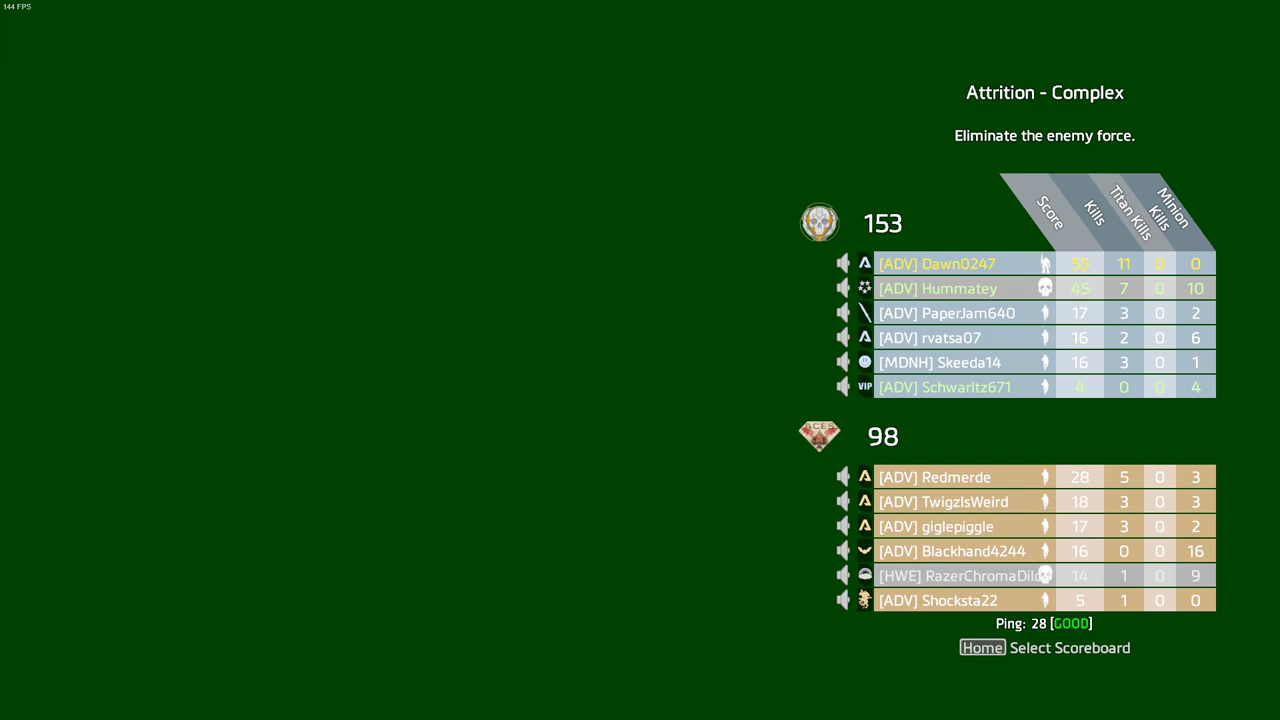 144 FPS
Attrition - Complex
Eliminate the enemy force.
Score Kills Titan Kills Minion Kills
153
[ADV] Dawn0247 55 11 0 0
[ADV] Hummatey 45 7 0 10
[ADV] PaperJam640 17 3 0 2
[ADV] rvatsa07 16 2 0 6
[MDNH] Skeeda14 16 3 0 1
VIP [ADV] Schwarltz671 4 0 0 4
ACES 98
[ADV] Redmerde 28 5 0 3
[ADV] TwigzIsWeird 18 3 0 3
[ADV] giglepiggle 17 3 0 2
[ADV] Blackhand4244 16 0 0 16
[HWE] RazerChromaDil 14 1 0 9
[ADV] Shocksta22 5 1 0 0
Ping: 28 [GOOD]
Home Select Scoreboard